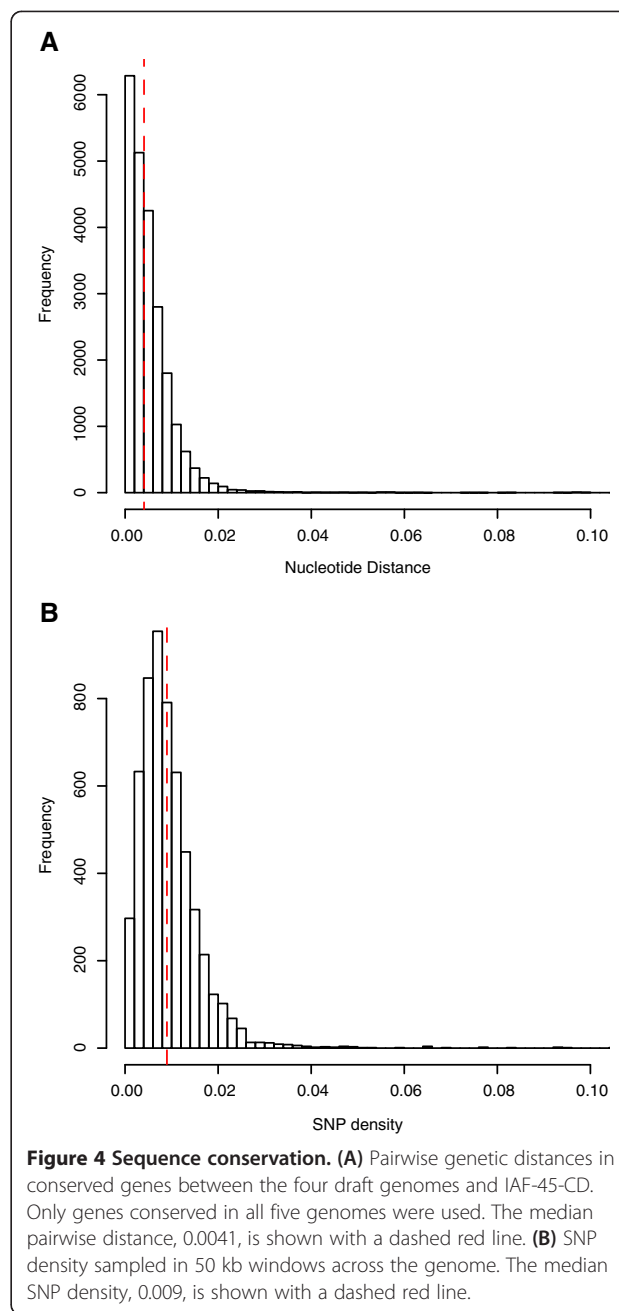 A
Frequency
0
1000
2000
3000
4000
5000
6000
0.00 0.02 0.04 0.06 0.08 0.10
Nucleotide Distance
B
Frequency
0
200
400
600
800
0.00 0.02 0.04 0.06 0.08 0.10
SNP density
Figure 4 Sequence conservation. (A) Pairwise genetic distances in
conserved genes between the four draft genomes and IAF-45-CD.
Only genes conserved in all five genomes were used. The median
pairwise distance, 0.0041, is shown with a dashed red line. (B) SNP
density sampled in 50 kb windows across the genome. The median
SNP density, 0.009, is shown with a dashed red line.